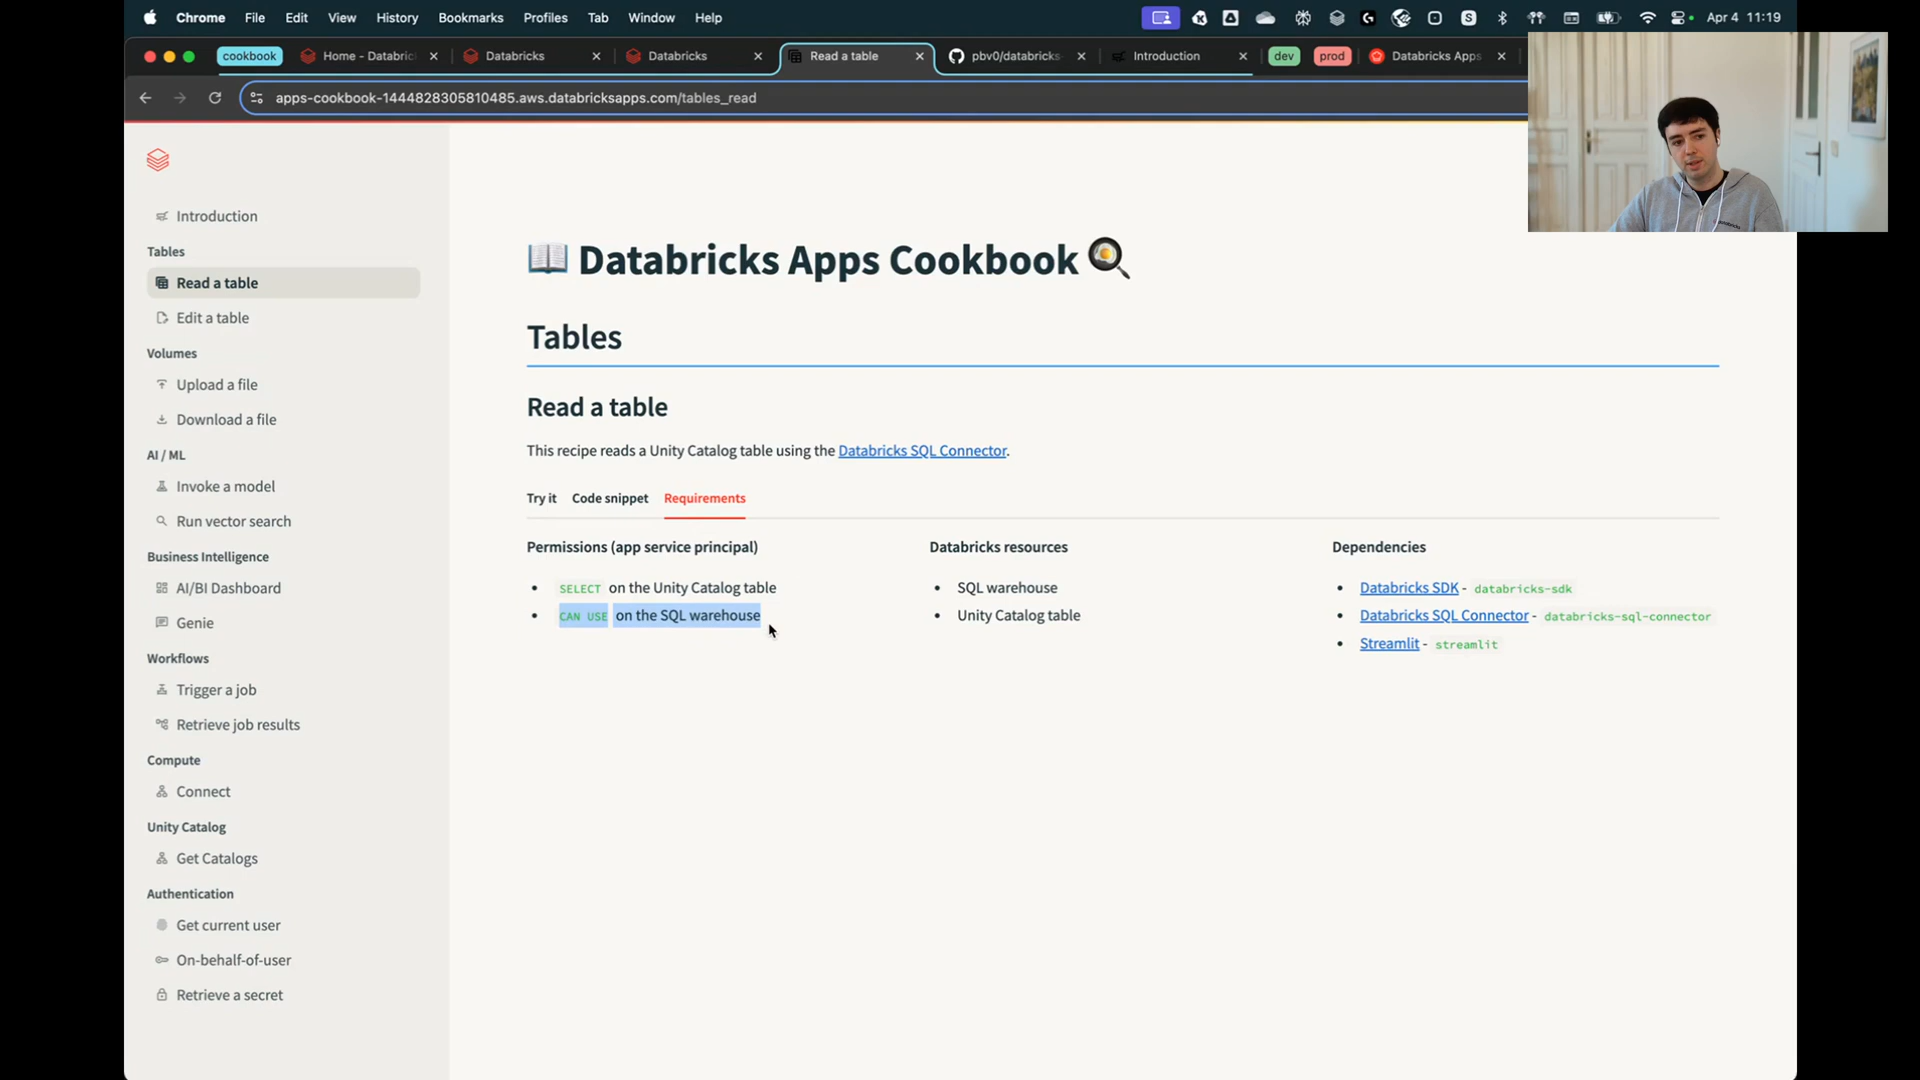 Chrome File Edit View History Bookmarks Profiles Tab Window Help Apr 4 11:19
cookbook Home - Databric Databricks Databricks Read a table pbv0/databricks- Introduction dev prod Databricks Apps
apps-cookbook-1444828305810485.aws.databricksapps.com/tables_read
Introduction
Tables
Read a table
Edit a table
Volumes
Upload a file
Download a file
AI / ML
Invoke a model
Run vector search
Business Intelligence
AI/BI Dashboard
Genie
Workflows
Trigger a job
Retrieve job results
Compute
Connect
Unity Catalog
Get Catalogs
Authentication
Get current user
On-behalf-of-user
Retrieve a secret
Databricks Apps Cookbook
Tables
Read a table
This recipe reads a Unity Catalog table using the Databricks SQL Connector.
Try it Code snippet Requirements
Permissions (app service principal)
SELECT on the Unity Catalog table
CAN USE on the SQL warehouse
Databricks resources
SQL warehouse
Unity Catalog table
Dependencies
Databricks SDK - databricks-sdk
Databricks SQL Connector - databricks-sql-connector
Streamlit - streamlit